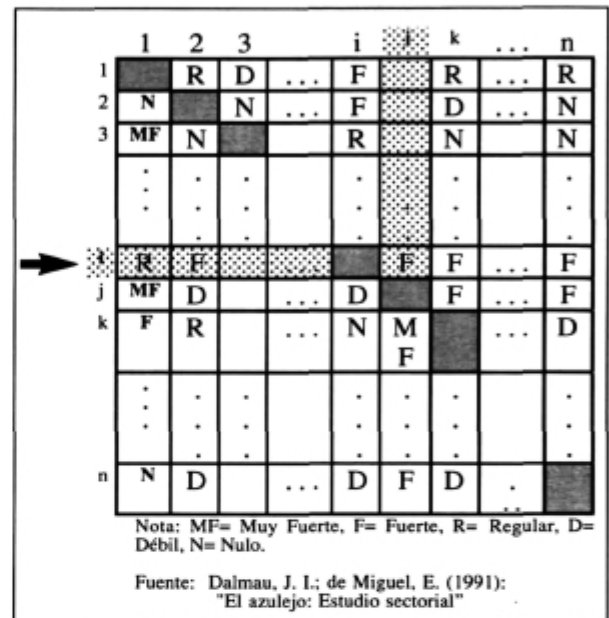 1 2 3 i j k ... n
1 R D ... F R ... R
2 N N ... F D ... N
3 MF N R N N
. . . . . .
. . . . . .
. . . . . .
i R F ... F F ... F
j MF D ... D F ... F
k F R ... N M F ... D
. . . . . .
. . . . . .
. . . . . .
n N D ... D F D ...
Nota: MF= Muy Fuerte, F= Fuerte, R= Regular, D=
Débil, N= Nulo.
Fuente: Dalmau, J. I.; de Miguel, E. (1991):
"El azulejo: Estudio sectorial"